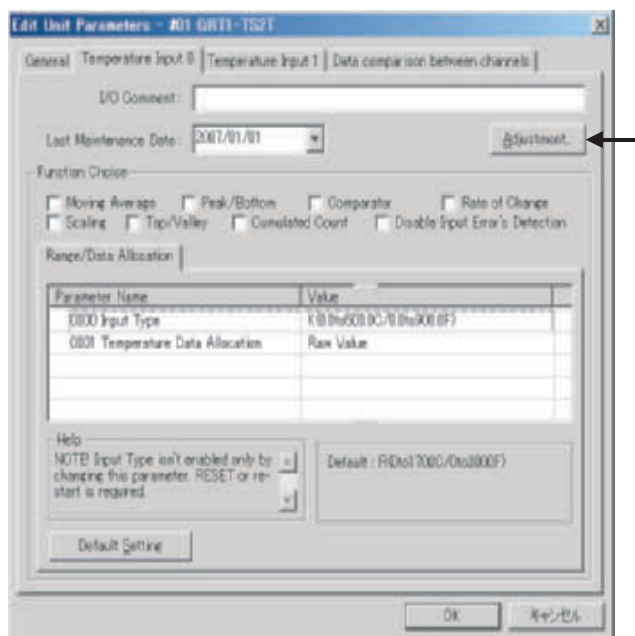 Edit Unit Parameters - #01 GRT1-TS2T
General Temperature Input 0 Temperature Input 1 Data comparison between channels
I/O Comment :
Last Maintenance Date : 2007/01/01 Adjustment..
Function Choice
Moving Average Peak/Bottom Comparator Rate of Change
Scaling Top/Valley Cumulated Count Disable Input Error's Detection
Range/Data Allocation
Parameter Name Value
0800 Input Type
0801 Temperature Data Allocation Raw Value
Help
NOTE! Input Type isn't enabled only by
changing this parameter. RESET or re-
start is required.
Default :
Default Setting
OK キャンセル